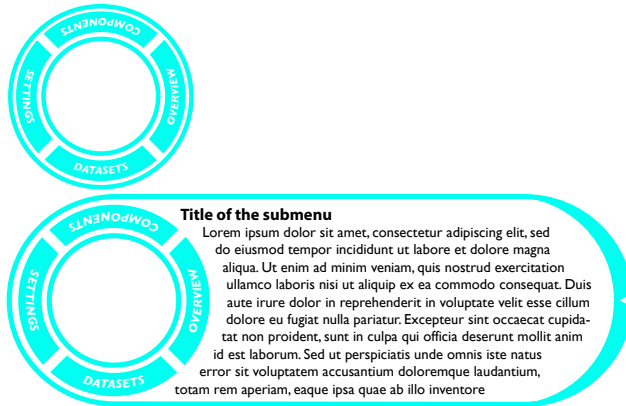 COMPONENTS
SETTINGS
OVERVIEW
DATASETS
Title of the submenu
COMPONENTS
SETTINGS
OVERVIEW
DATASETS
Lorem ipsum dolor sit amet, consectetur adipiscing elit, sed
do eiusmod tempor incididunt ut labore et dolore magna
aliqua. Ut enim ad minim veniam, quis nostrud exercitation
ullamco laboris nisi ut aliquip ex ea commodo consequat. Duis
aute irure dolor in reprehenderit in voluptate velit esse cillum
dolore eu fugiat nulla pariatur. Excepteur sint occaecat cupida-
tat non proident, sunt in culpa qui officia deserunt mollit anim
id est laborum. Sed ut perspiciatis unde omnis iste natus
error sit voluptatem accusantium doloremque laudantium,
totam rem aperiam, eaque ipsa quae ab illo inventore